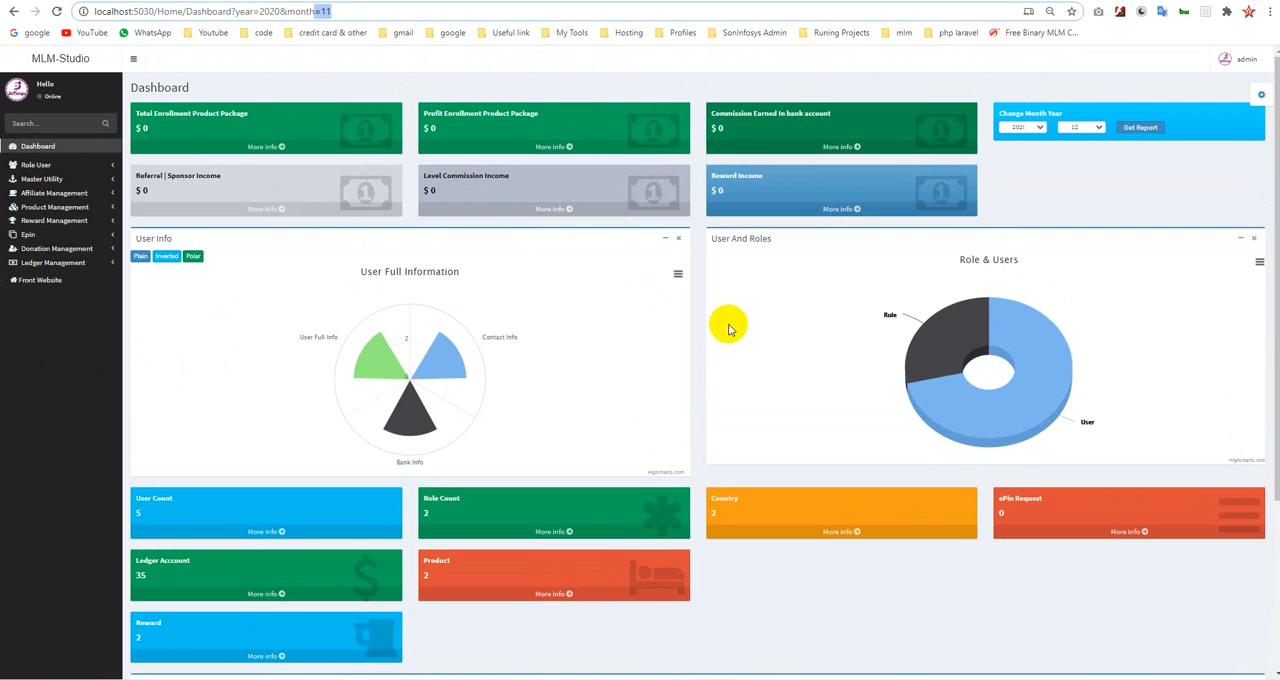 localhost:5030/Home/Dashboard?year=2020&month=11
google YouTube WhatsApp Youtube code credit card & other gmail google Useful link My Tools Hosting Profiles SonInfosys Admin Runing Projects mlm php laravel Free Binary MLM C...
MLM-Studio
admin
Hello
Online
Search...
Dashboard
Role User
Master Utility
Affiliate Management
Product Management
Reward Management
Epin
Donation Management
Ledger Management
Front Website
Dashboard
Total Enrollment Product Package
$ 0
More info
Profit Enrollment Product Package
$ 0
More info
Commission Earned In bank account
$ 0
More info
Change Month Year
12
Get Report
Referral | Sponsor Income
$ 0
More info
Level Commission Income
$ 0
More info
Reward Income
$ 0
More info
User Info
Plain Inverted Polar
User Full Information
User Full Info
2
0
Contact Info
Bank Info
Highcharts.com
User And Roles
Role & Users
Role
User
Highcharts.com
User Count
5
More info
Role Count
2
More info
Country
2
More info
ePin Request
0
More info
Ledger Acccount
35
More info
Product
2
More info
Reward
2
More info